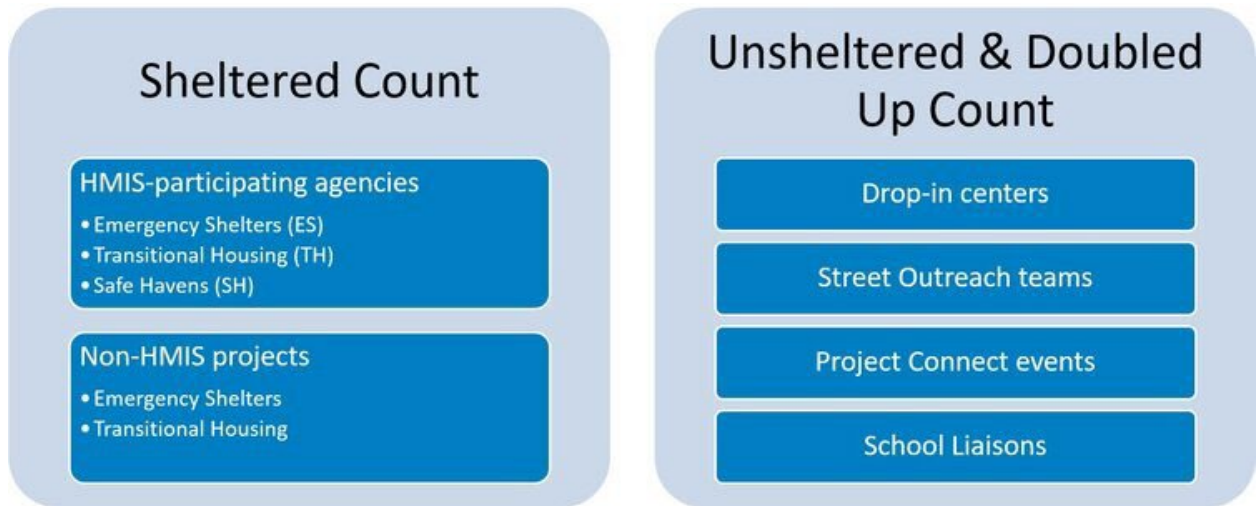 Sheltered Count
HMIS-participating agencies
• Emergency Shelters (ES)
• Transitional Housing (TH)
• Safe Havens (SH)
Non-HMIS projects
• Emergency Shelters
• Transitional Housing
Unsheltered & Doubled
Up Count
Drop-in centers
Street Outreach teams
Project Connect events
School Liaisons